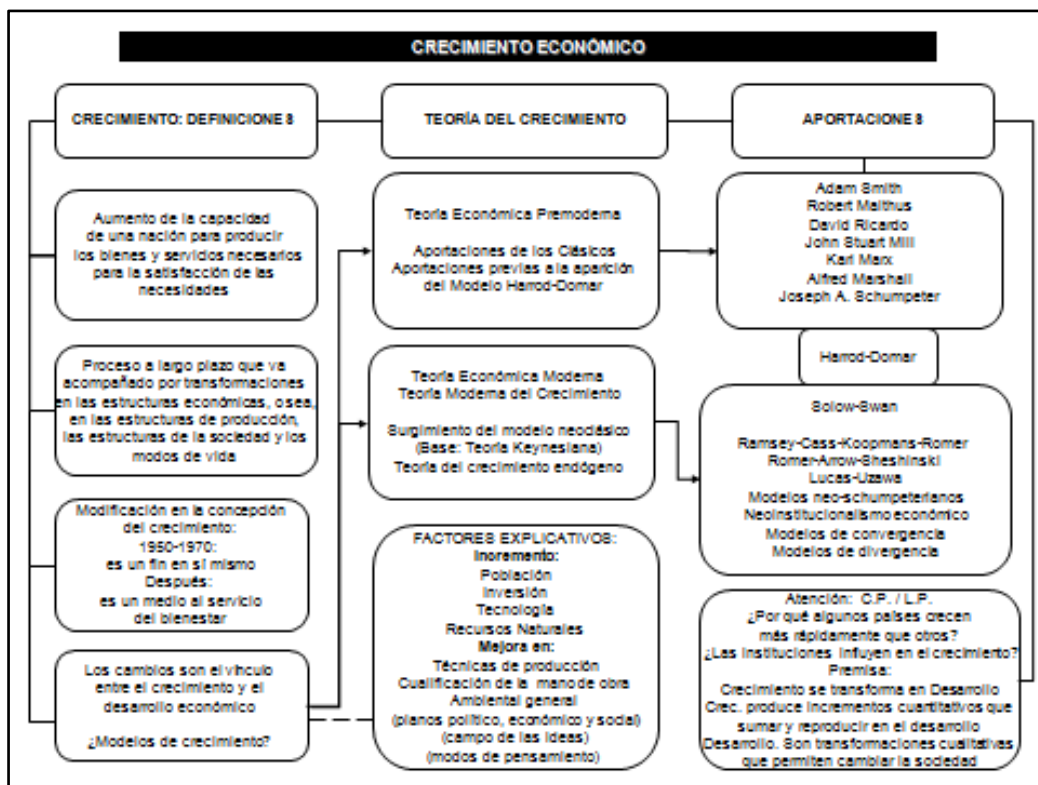 CRECIMIENTO ECONÓMICO
CRECIMIENTO: DEFINICIONES
TEORÍA DEL CRECIMIENTO
APORTACIONES
Aumento de la capacidad
de una nación para producir
los bienes y servicios necesarios
para la satisfacción de las
necesidades
Teoría Económica Premoderna
Aportaciones de los Clásicos
Aportaciones previas a la aparición
del Modelo Harrod-Domar
Adam Smith
Robert Malthus
David Ricardo
John Stuart Mill
Karl Marx
Alfred Marshall
Joseph A. Schumpeter
Harrod-Domar
Proceso a largo plazo que va
acompañado por transformaciones
en las estructuras económicas, o sea,
en las estructuras de producción,
las estructuras de la sociedad y los
modos de vida
Teoría Económica Moderna
Teoría Moderna del Crecimiento
Surgimiento del modelo neoclásico
(Base: Teoría Keynesiana)
Teoría del crecimiento endógeno
Solow-Swan
Ramsey-Cass-Koopmans-Romer
Romer-Arrow-Sheshinski
Lucas-Uzawa
Modelos neo-schumpeterianos
Neoinstitucionalismo económico
Modelos de convergencia
Modelos de divergencia
Modificación en la concepción
del crecimiento:
1950-1970:
es un fin en sí mismo
Después:
es un medio al servicio
del bienestar
FACTORES EXPLICATIVOS:
Incremento:
Población
Inversión
Tecnología
Recursos Naturales
Mejora en:
Técnicas de producción
Cualificación de la mano de obra
Ambiental general
(planos político, económico y social)
(campo de las ideas)
(modos de pensamiento)
Atención: C.P. / L.P.
¿Por qué algunos países crecen
más rápidamente que otros?
¿Las instituciones influyen en el crecimiento?
Premisa:
Crecimiento se transforma en Desarrollo
Crec. produce incrementos cuantitativos que
sumar y reproducir en el desarrollo
Desarrollo. Son transformaciones cualitativas
que permiten cambiar la sociedad
Los cambios son el vínculo
entre el crecimiento y el
desarrollo económico
¿Modelos de crecimiento?